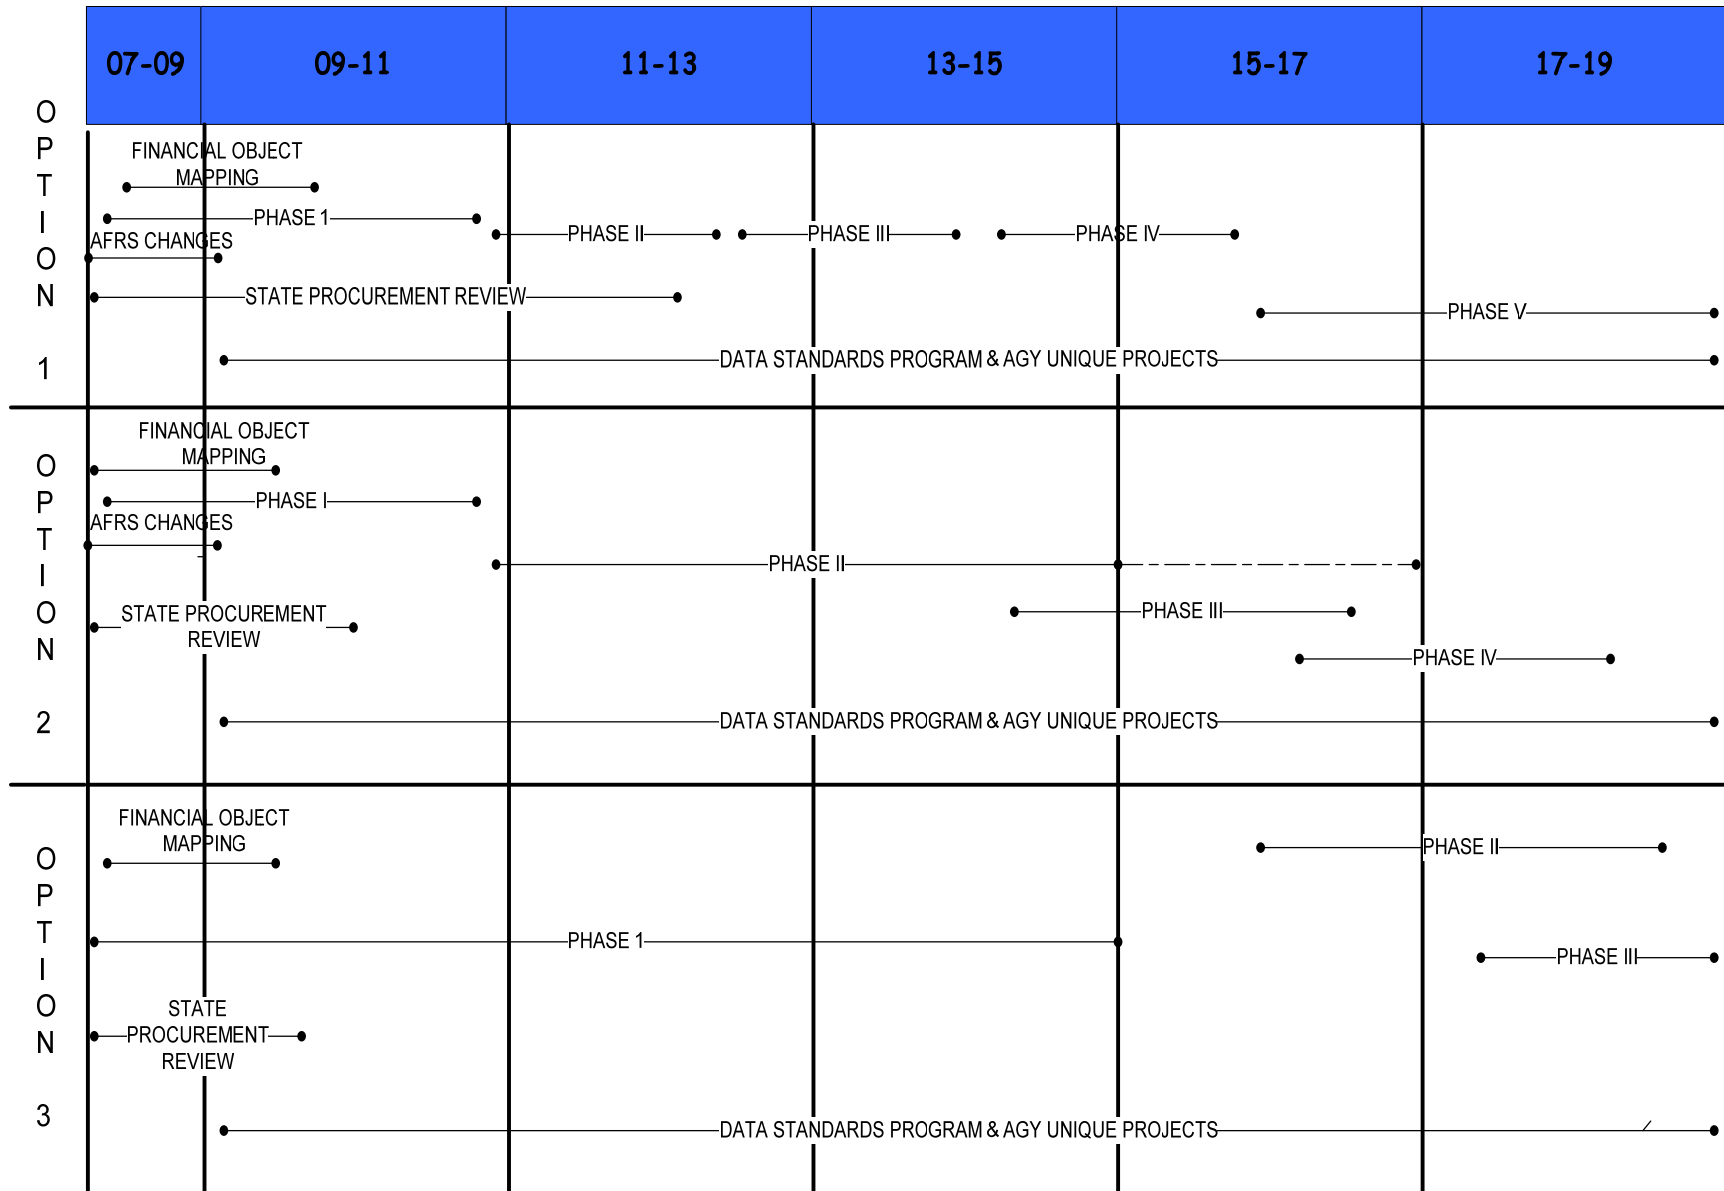 07-09 09-11 11-13 13-15 15-17 17-19
OPTION 1
FINANCIAL OBJECT
MAPPING
PHASE 1
AFRS CHANGES
PHASE II
PHASE III
PHASE IV
STATE PROCUREMENT REVIEW
PHASE V
DATA STANDARDS PROGRAM & AGY UNIQUE PROJECTS
OPTION 2
FINANCIAL OBJECT
MAPPING
PHASE I
AFRS CHANGES
PHASE II
STATE PROCUREMENT
REVIEW
PHASE III
PHASE IV
DATA STANDARDS PROGRAM & AGY UNIQUE PROJECTS
OPTION 3
FINANCIAL OBJECT
MAPPING
PHASE II
PHASE 1
PHASE III
STATE
PROCUREMENT
REVIEW
DATA STANDARDS PROGRAM & AGY UNIQUE PROJECTS